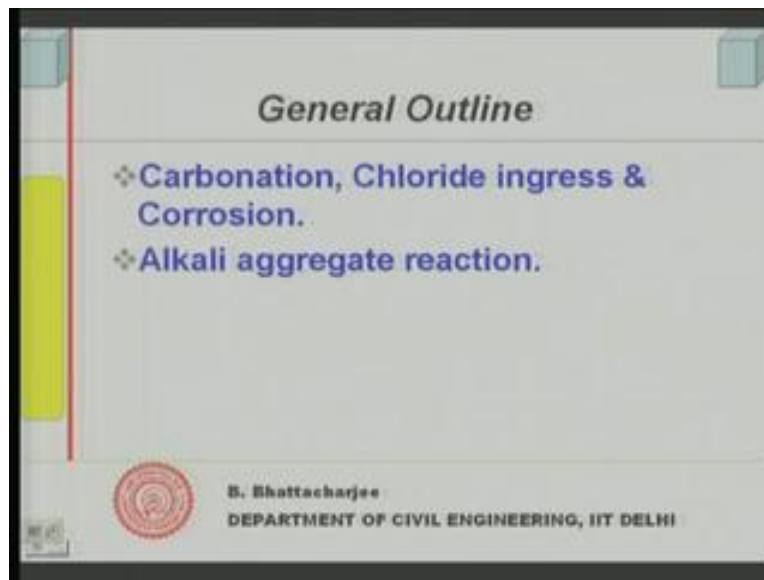 General Outline
Carbonation, Chloride ingress &
Corrosion.
Alkali aggregate reaction.
B. Bhattacharjee
DEPARTMENT OF CIVIL ENGINEERING, IIT DELHI